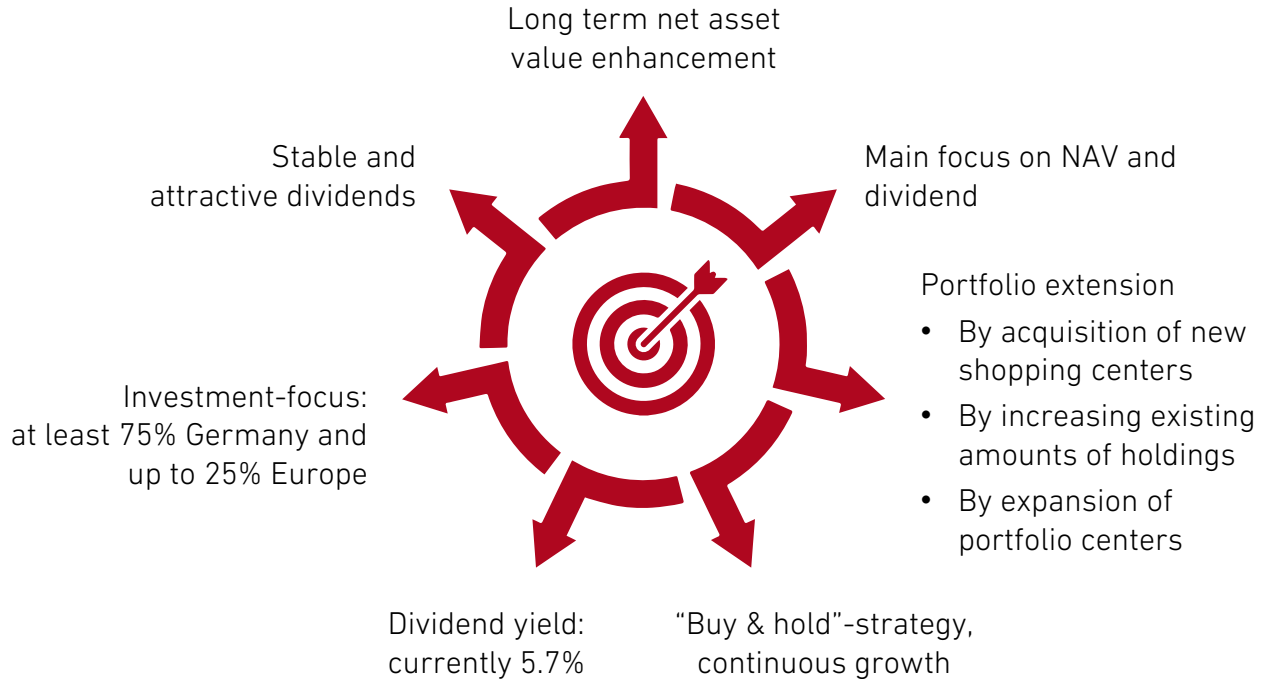 Long term net asset
value enhancement
Main focus on NAV and
dividend
Portfolio extension
• By acquisition of new
shopping centers
• By increasing existing
amounts of holdings
• By expansion of
portfolio centers
“Buy & hold”-strategy,
continuous growth
Dividend yield:
currently 5.7%
Investment-focus:
at least 75% Germany and
up to 25% Europe
Stable and
attractive dividends